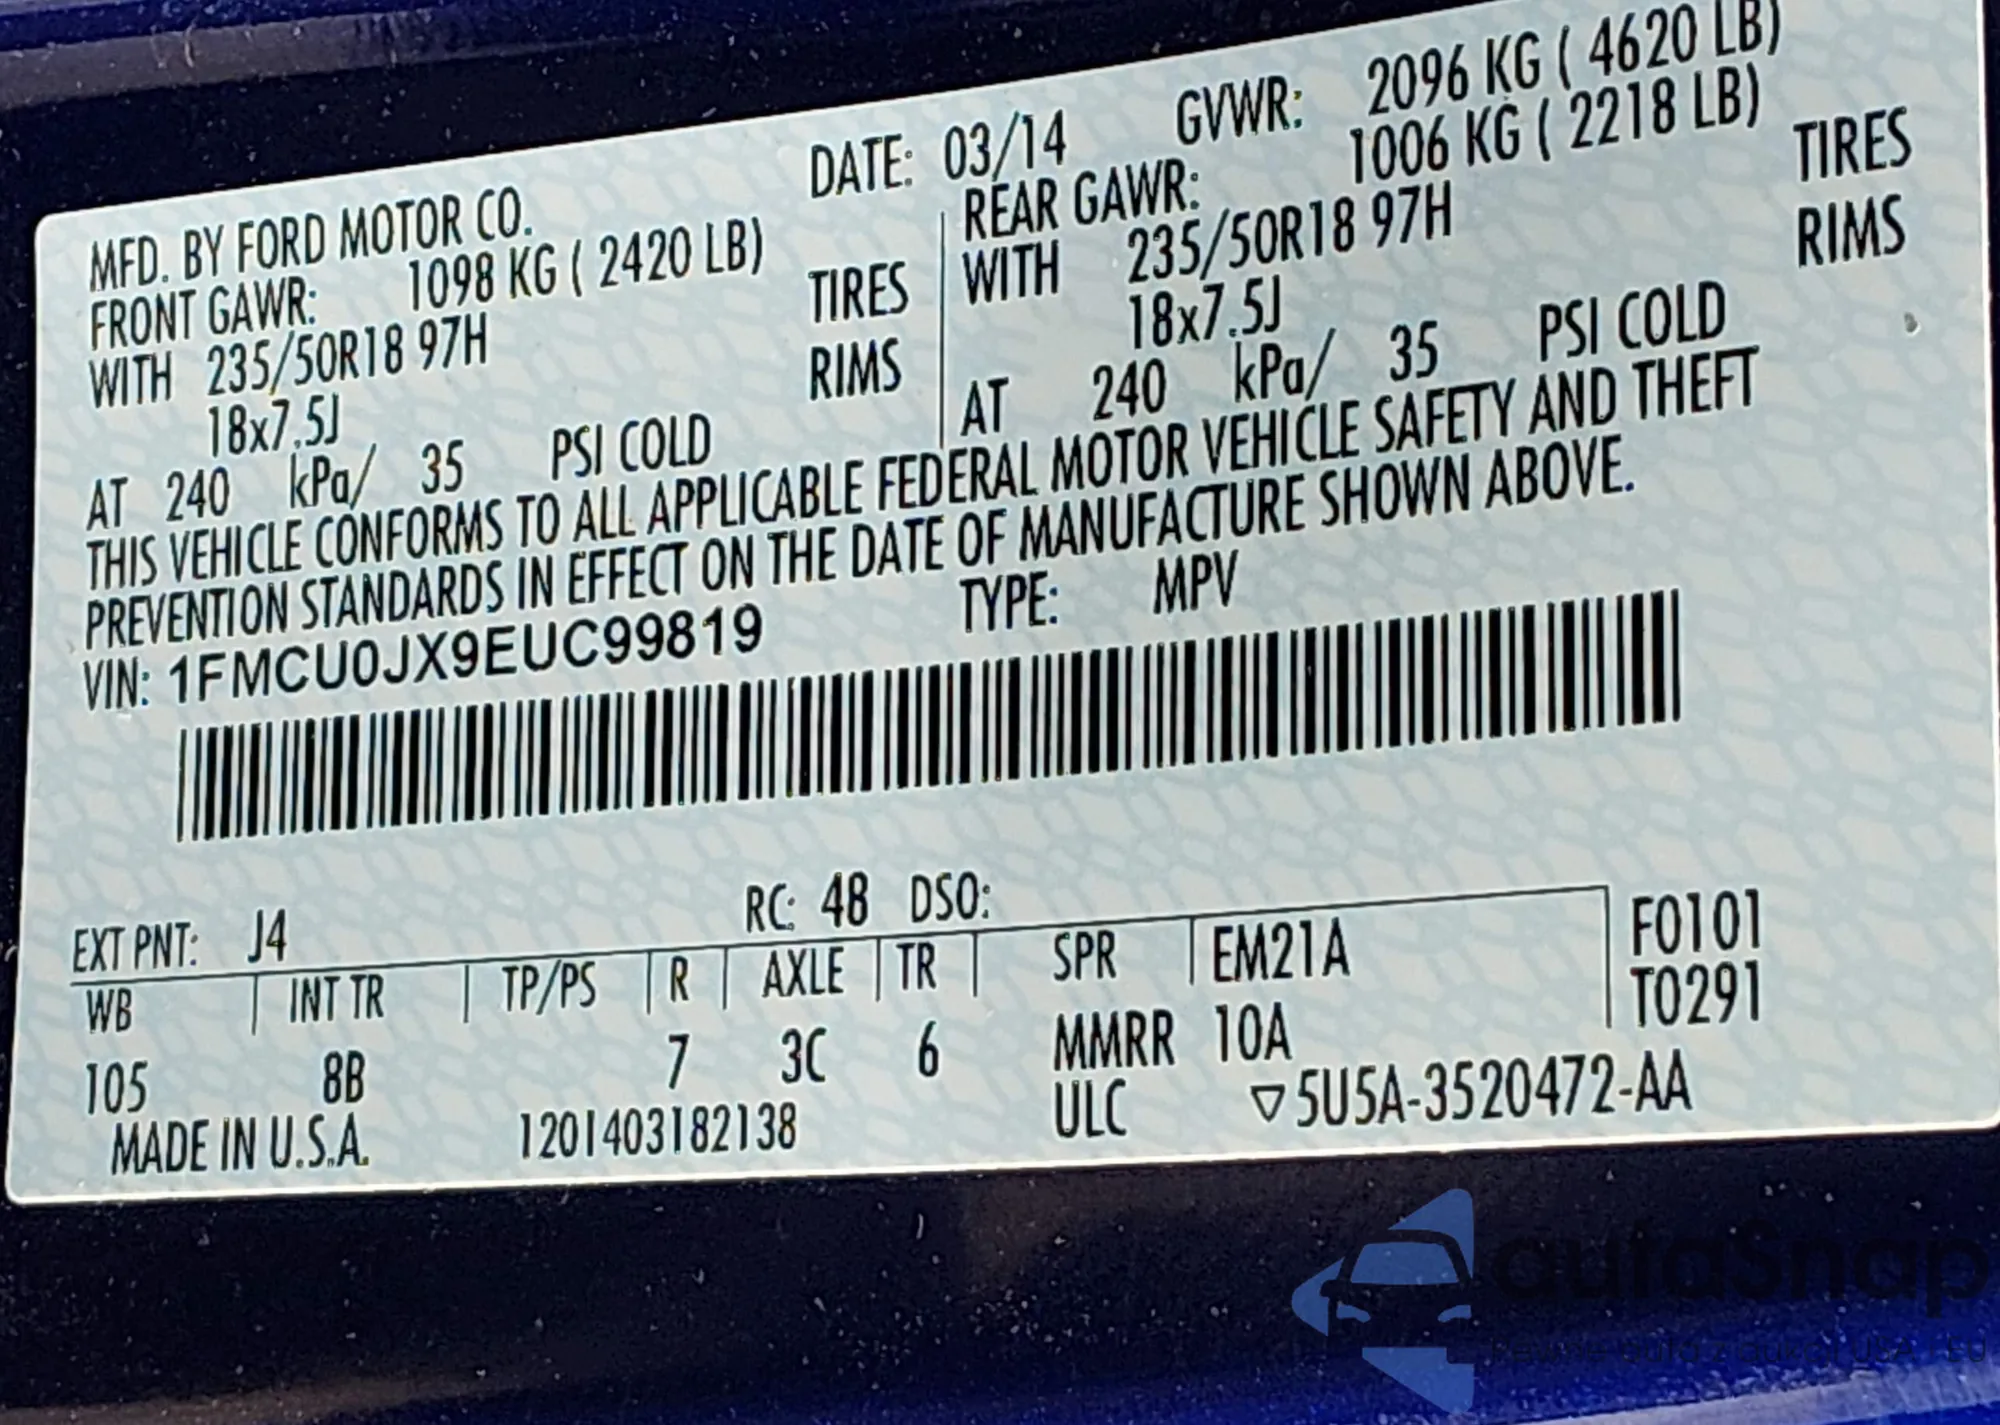 MFD. BY FORD MOTOR CO. DATE: 03/14 GVWR: 2096 KG ( 4620 LB)
FRONT GAWR: 1098 KG ( 2420 LB) REAR GAWR: 1006 KG ( 2218 LB)
WITH 235/50R18 97H TIRES WITH 235/50R18 97H TIRES
18x7.5J RIMS 18x7.5J RIMS
AT 240 kPa/ 35 PSI COLD AT 240 kPa/ 35 PSI COLD
THIS VEHICLE CONFORMS TO ALL APPLICABLE FEDERAL MOTOR VEHICLE SAFETY AND THEFT
PREVENTION STANDARDS IN EFFECT ON THE DATE OF MANUFACTURE SHOWN ABOVE.
VIN: 1FMCU0JX9EUC99819 TYPE: MPV
EXT PNT: J4 RC: 48 DSO:
WB INT TR TP/PS R AXLE TR SPR EM21A F0101
105 8B 7 3C 6 MMRR 10A T0291
MADE IN U.S.A. 1201403182138 ULC ▽5U5A-3520472-AA
autaSnap